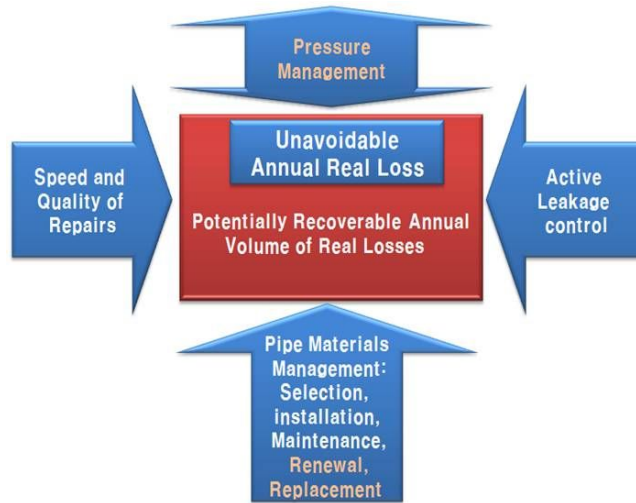 Pressure
Management
Unavoidable
Annual Real Loss
Speed and
Quality of
Repairs
Potentially Recoverable Annual
Volume of Real Losses
Active
Leakage
control
Pipe Materials
Management:
Selection,
installation,
Maintenance,
Renewal,
Replacement